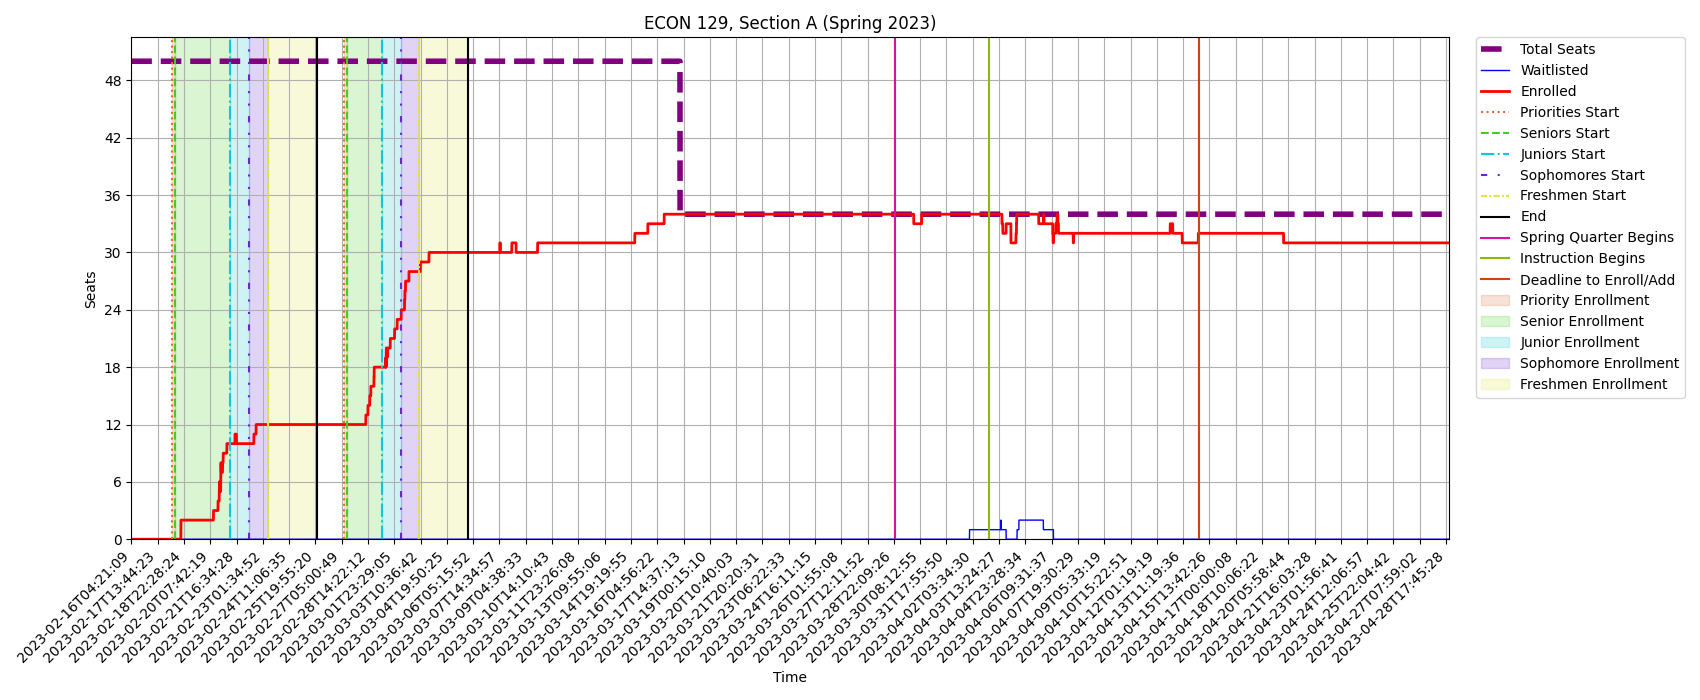 ECON 129, Section A (Spring 2023)
Total Seats
Waitlisted
Enrolled
Priorities Start
Seniors Start
Juniors Start
Sophomores Start
Freshmen Start
End
Spring Quarter Begins
Instruction Begins
Deadline to Enroll/Add
Priority Enrollment
Senior Enrollment
Junior Enrollment
Sophomore Enrollment
Freshmen Enrollment
Seats
48
42
36
30
24
18
12
6
0
2023-02-16T04:21:09
2023-02-17T13:44:23
2023-02-18T22:28:24
2023-02-20T07:42:19
2023-02-21T16:34:28
2023-02-23T01:34:52
2023-02-24T11:06:35
2023-02-25T19:55:20
2023-02-27T05:00:49
2023-02-28T14:22:12
2023-03-01T23:29:05
2023-03-03T10:36:42
2023-03-04T19:50:25
2023-03-06T05:15:52
2023-03-07T14:34:57
2023-03-09T04:38:33
2023-03-10T14:10:43
2023-03-11T23:26:08
2023-03-13T09:55:06
2023-03-14T19:19:55
2023-03-16T04:56:22
2023-03-17T14:37:13
2023-03-19T00:15:10
2023-03-20T10:40:03
2023-03-21T20:20:31
2023-03-23T06:22:33
2023-03-24T16:11:15
2023-03-26T01:55:08
2023-03-27T12:11:52
2023-03-28T22:09:26
2023-03-30T08:12:55
2023-03-31T17:55:50
2023-04-02T03:34:30
2023-04-03T13:24:27
2023-04-04T23:28:34
2023-04-06T09:31:37
2023-04-07T19:30:29
2023-04-09T05:33:19
2023-04-10T15:22:51
2023-04-12T01:19:19
2023-04-13T11:19:36
2023-04-15T13:42:26
2023-04-17T00:00:08
2023-04-18T10:06:22
2023-04-20T05:58:44
2023-04-21T16:03:28
2023-04-23T01:56:41
2023-04-24T12:06:57
2023-04-25T22:04:42
2023-04-27T07:59:02
2023-04-28T17:45:28
Time